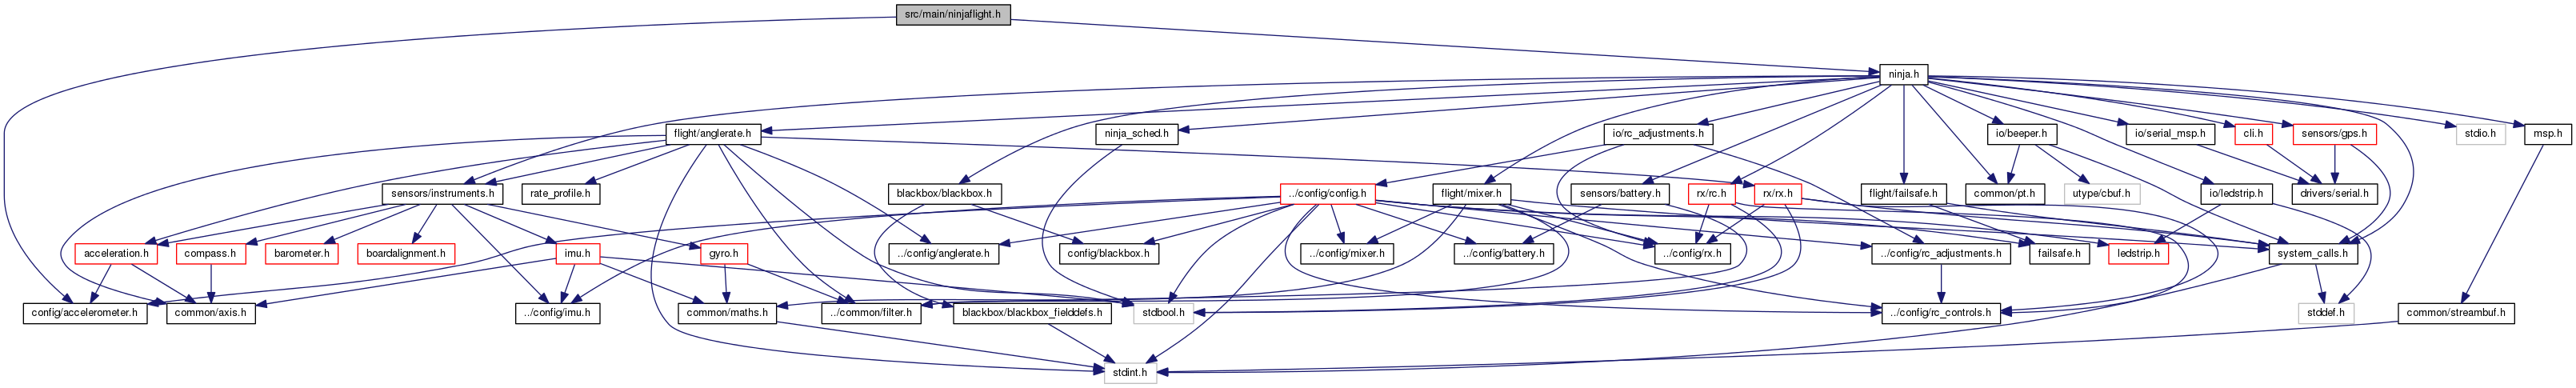 src/main/ninjaflight.h
ninja.h
flight/anglerate.h
ninja_sched.h
io/rc_adjustments.h
io/beeper.h
io/serial_msp.h
cli.h
sensors/gps.h
stdio.h
msp.h
sensors/instruments.h
rate_profile.h
blackbox/blackbox.h
../config/config.h
flight/mixer.h
sensors/battery.h
rx/rc.h
rx/rx.h
flight/failsafe.h
common/pt.h
utype/cbuf.h
io/ledstrip.h
drivers/serial.h
acceleration.h
compass.h
barometer.h
boardalignment.h
imu.h
gyro.h
../config/anglerate.h
config/blackbox.h
../config/mixer.h
../config/battery.h
../config/rx.h
../config/rc_adjustments.h
failsafe.h
ledstrip.h
system_calls.h
config/accelerometer.h
common/axis.h
../config/imu.h
common/maths.h
../common/filter.h
blackbox/blackbox_fielddefs.h
stdbool.h
../config/rc_controls.h
stddef.h
common/streambuf.h
stdint.h